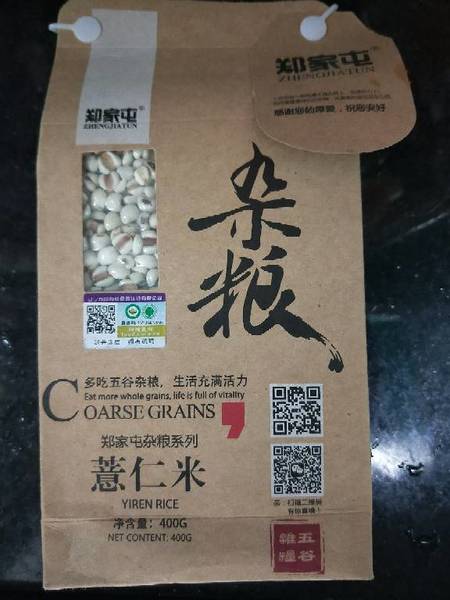 郑家屯®
ZHENGJIATUN
感谢您的厚爱，祝您安好
郑家屯®
ZHENGJIATUN
杂粮
多吃五谷杂粮，生活充满活力
Eat more whole grains, life is full of vitality
COARSE GRAINS
郑家屯杂粮系列
薏仁米
YIREN RICE
净含量：400G
NET CONTENT: 400G
五谷
雜糧